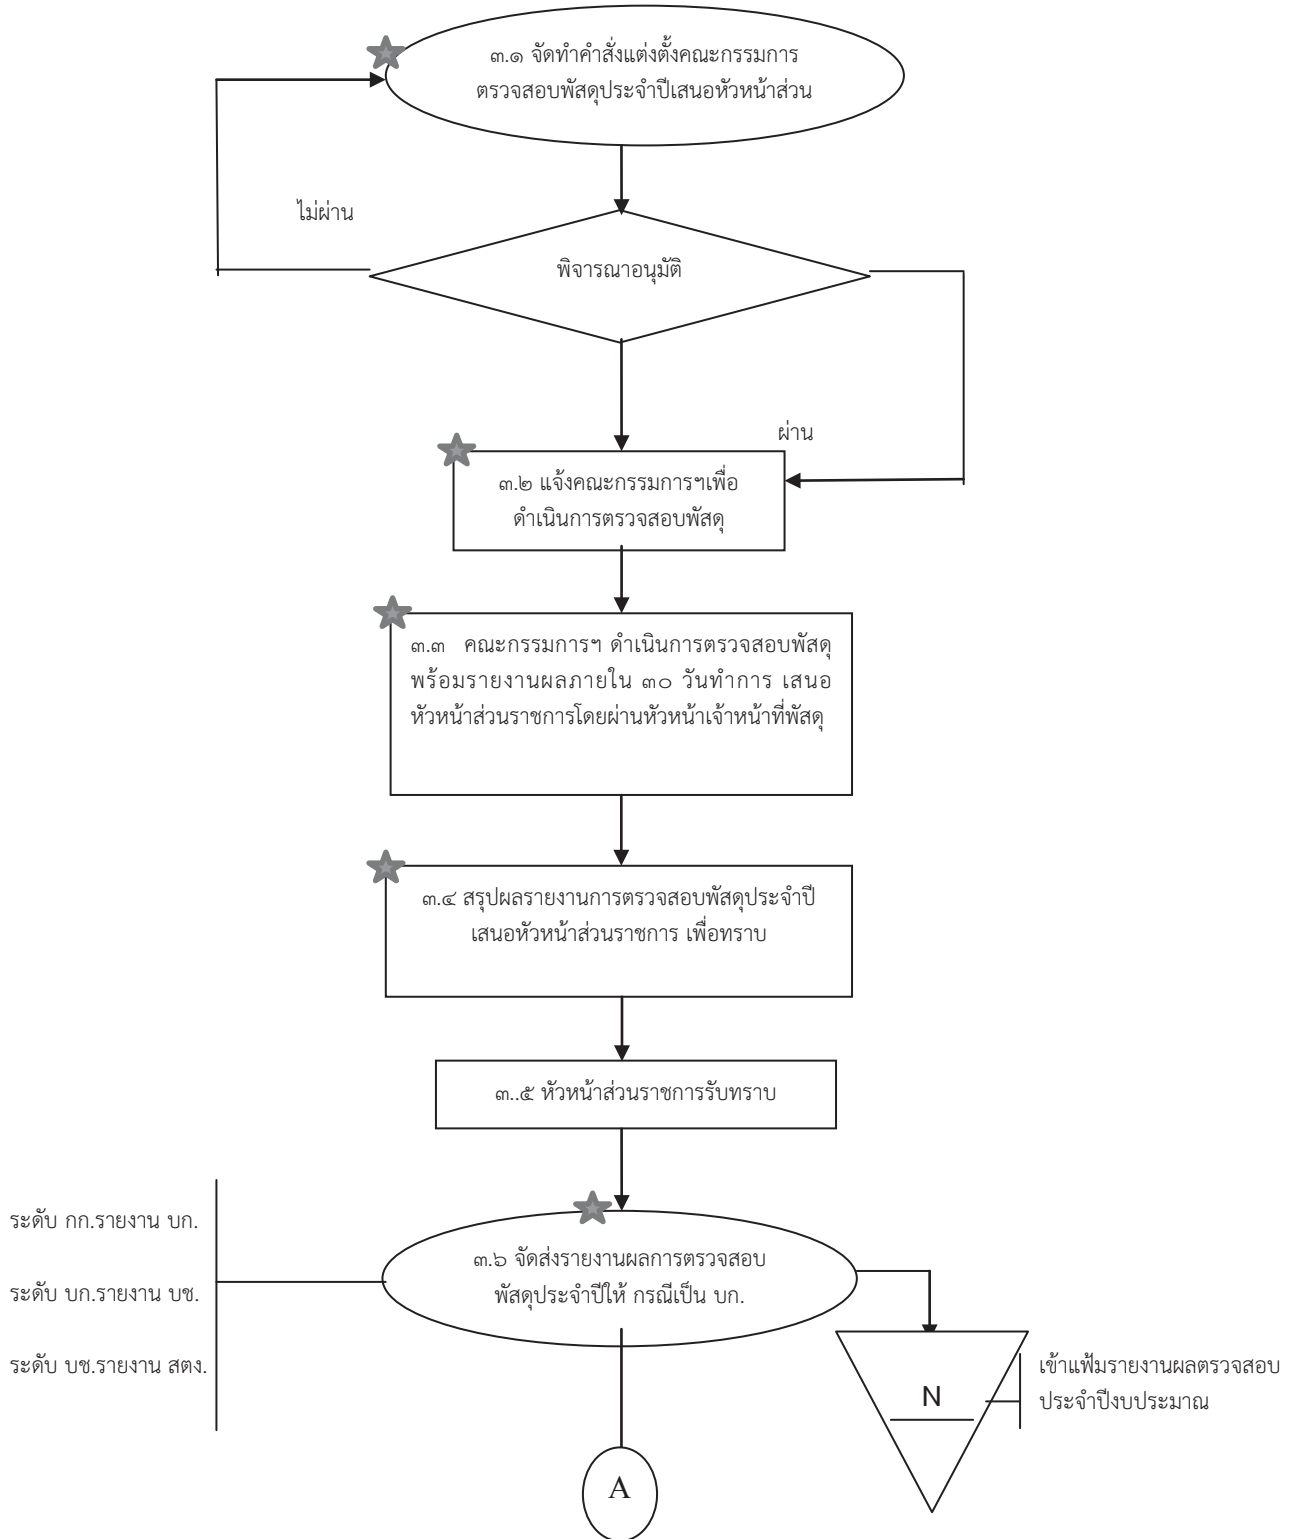 ๓.๑ จัดทำคำสั่งแต่งตั้งคณะกรรมการ
ตรวจสอบพัสดุประจำปีเสนอหัวหน้าส่วน
ไม่ผ่าน
พิจารณาอนุมัติ
ผ่าน
๓.๒ แจ้งคณะกรรมการฯเพื่อ
ดำเนินการตรวจสอบพัสดุ
๓.๓ คณะกรรมการฯ ดำเนินการตรวจสอบพัสดุ
พร้อมรายงานผลภายใน ๓๐ วันทำการ เสนอ
หัวหน้าส่วนราชการโดยผ่านหัวหน้าเจ้าหน้าที่พัสดุ
๓.๔ สรุปผลรายงานการตรวจสอบพัสดุประจำปี
เสนอหัวหน้าส่วนราชการ เพื่อทราบ
๓..๕ หัวหน้าส่วนราชการรับทราบ
ระดับ กก.รายงาน บก.
ระดับ บก.รายงาน บช.
ระดับ บช.รายงาน สตง.
๓.๖ จัดส่งรายงานผลการตรวจสอบ
พัสดุประจำปีให้ กรณีเป็น บก.
N
เข้าแฟ้มรายงานผลตรวจสอบ
ประจำปีงบประมาณ
A